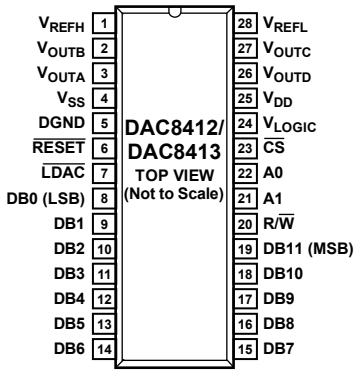 VREFH 1
VOUTB 2
VOUTA 3
VSS 4
DGND 5
RESET 6
LDAC 7
DB0 (LSB) 8
DB1 9
DB2 10
DB3 11
DB4 12
DB5 13
DB6 14
DAC8412/
DAC8413
TOP VIEW
(Not to Scale)
28 VREFL
27 VOUTC
26 VOUTD
25 VDD
24 VLOGIC
23 CS
22 A0
21 A1
20 R/W
19 DB11 (MSB)
18 DB10
17 DB9
16 DB8
15 DB7